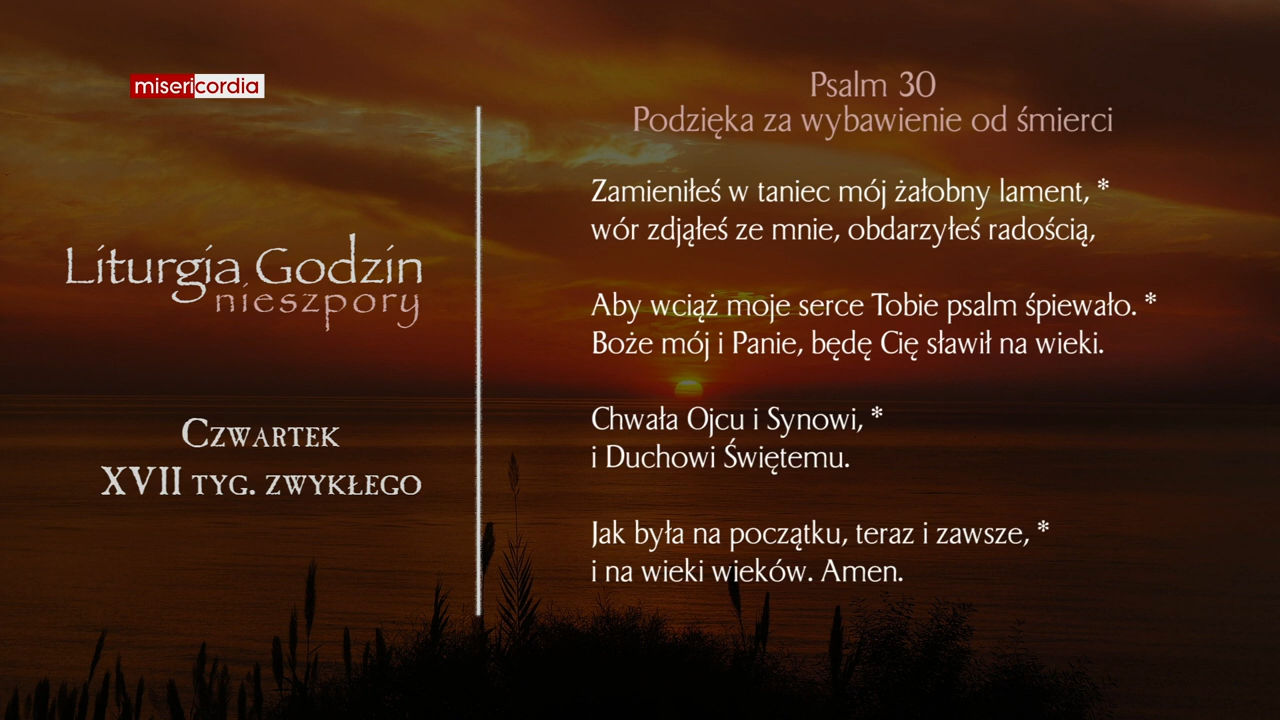 misericordia
Liturgia Godzin
nieszpory
Czwartek
XVII tyg. zwykłego
Psalm 30
Podzięka za wybawienie od śmierci
Zamieniłeś w taniec mój żałobny lament, *
wór zdjąłeś ze mnie, obdarzyłeś radością,
Aby wciąż moje serce Tobie psalm śpiewało. *
Boże mój i Panie, będę Cię sławił na wieki.
Chwała Ojcu i Synowi, *
i Duchowi Świętemu.
Jak była na początku, teraz i zawsze, *
i na wieki wieków. Amen.